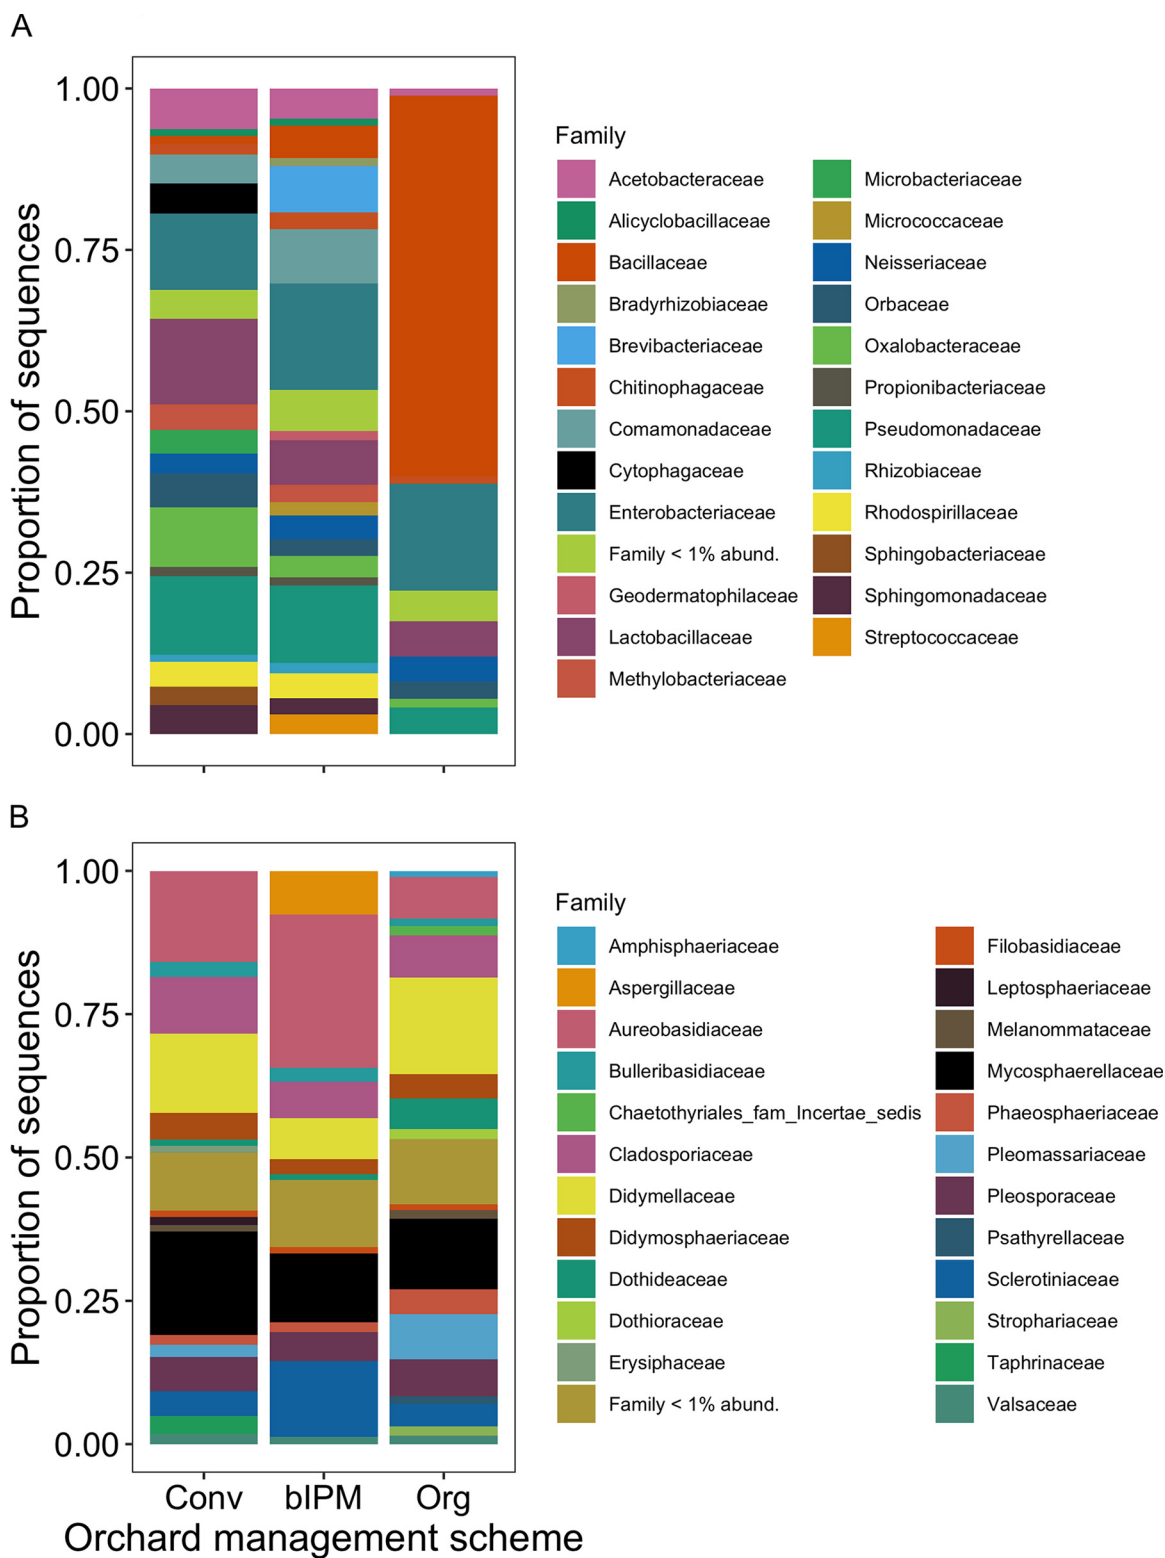 A
1.00
0.75
0.50
0.25
0.00
Proportion of sequences
Family
Acetobacteraceae
Alicyclobacillaceae
Bacillaceae
Bradyrhizobiaceae
Brevibacteriaceae
Chitinophagaceae
Comamonadaceae
Cytophagaceae
Enterobacteriaceae
Family < 1% abund.
Geodermatophilaceae
Lactobacillaceae
Methylobacteriaceae
Microbacteriaceae
Micrococcaceae
Neisseriaceae
Orbaceae
Oxalobacteraceae
Propionibacteriaceae
Pseudomonadaceae
Rhizobiaceae
Rhodospirillaceae
Sphingobacteriaceae
Sphingomonadaceae
Streptococcaceae
B
1.00
0.75
0.50
0.25
0.00
Proportion of sequences
Conv bIPM Org
Orchard management scheme
Family
Amphisphaeriaceae
Aspergillaceae
Aureobasidiaceae
Bulleribasidiaceae
Chaetothyriales_fam_Incertae_sedis
Cladosporiaceae
Didymellaceae
Didymosphaeriaceae
Dothideaceae
Dothioraceae
Erysiphaceae
Family < 1% abund.
Filobasidiaceae
Leptosphaeriaceae
Melanommataceae
Mycosphaerellaceae
Phaeosphaeriaceae
Pleomassariaceae
Pleosporaceae
Psathyrellaceae
Sclerotiniaceae
Strophariaceae
Taphrinaceae
Valsaceae